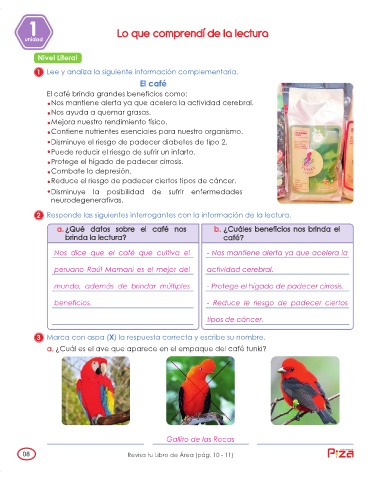 1
unidad
Lo que comprendí de la lectura
Nivel Literal
1 Lee y analiza la siguiente información complementaria.
El café
El café brinda grandes beneficios como:
•Nos mantiene alerta ya que acelera la actividad cerebral.
•Nos ayuda a quemar grasas.
•Mejora nuestro rendimiento físico.
•Contiene nutrientes esenciales para nuestro organismo.
•Disminuye el riesgo de padecer diabetes de tipo 2.
•Puede reducir el riesgo de sufrir un infarto.
•Protege el hígado de padecer cirrosis.
•Combate la depresión.
•Reduce el riesgo de padecer ciertos tipos de cáncer.
•Disminuye la posibilidad de sufrir enfermedades
neurodegenerativas.
2 Responde las siguientes interrogantes con la información de la lectura.
a. ¿Qué datos sobre el café nos
brinda la lectura?
Nos dice que el café que cultiva el
peruano Raúl Mamani es el mejor del
mundo, además de brindar múltiples
beneficios.
b. ¿Cuáles beneficios nos brinda el
café?
- Nos mantiene alerta ya que acelera la
actividad cerebral.
- Protege el hígado de padecer cirrosis.
- Reduce le riesgo de padecer ciertos
tipos de cáncer.
3 Marca con aspa (X) la respuesta correcta y escribe su nombre.
a. ¿Cuál es el ave que aparece en el empaque del café tunki?
Gallito de las Rocas
08
Revisa tu Libro de Área (pág. 10 - 11)
Piza